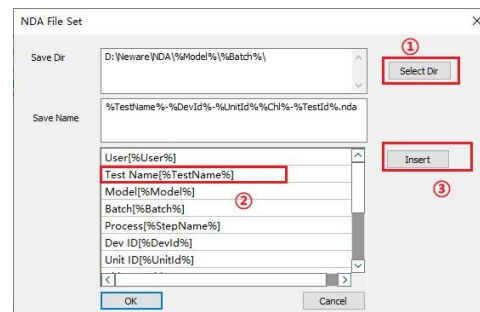 NDA File Set
Save Dir
D:\Neware\NDA\%Model%\%Batch%\
①
Select Dir
Save Name
%TestName%-%DevId%-%UnitId%%Chl%-%TestId%.nda
User[%User%]
Test Name[%TestName%]
Model[%Model%]
Batch[%Batch%]
②
Process[%StepName%]
Dev ID[%DevId%]
Unit ID[%UnitId%]
Insert
③
OK
Cancel